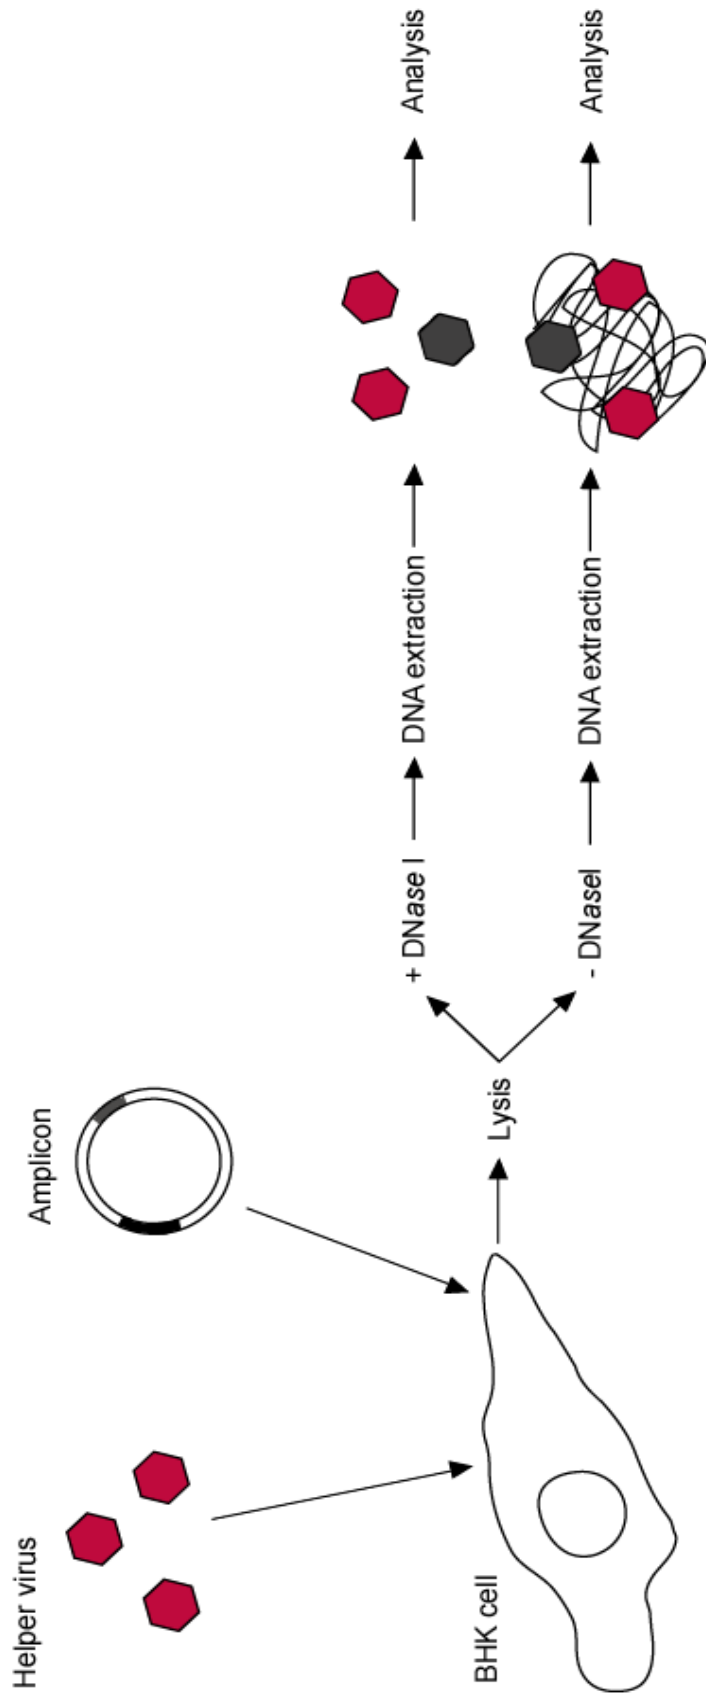 Helper virus
Amplicon
BHK cell
Lysis
+ DNase I
DNA extraction
Analysis
- DNaseI
DNA extraction
Analysis